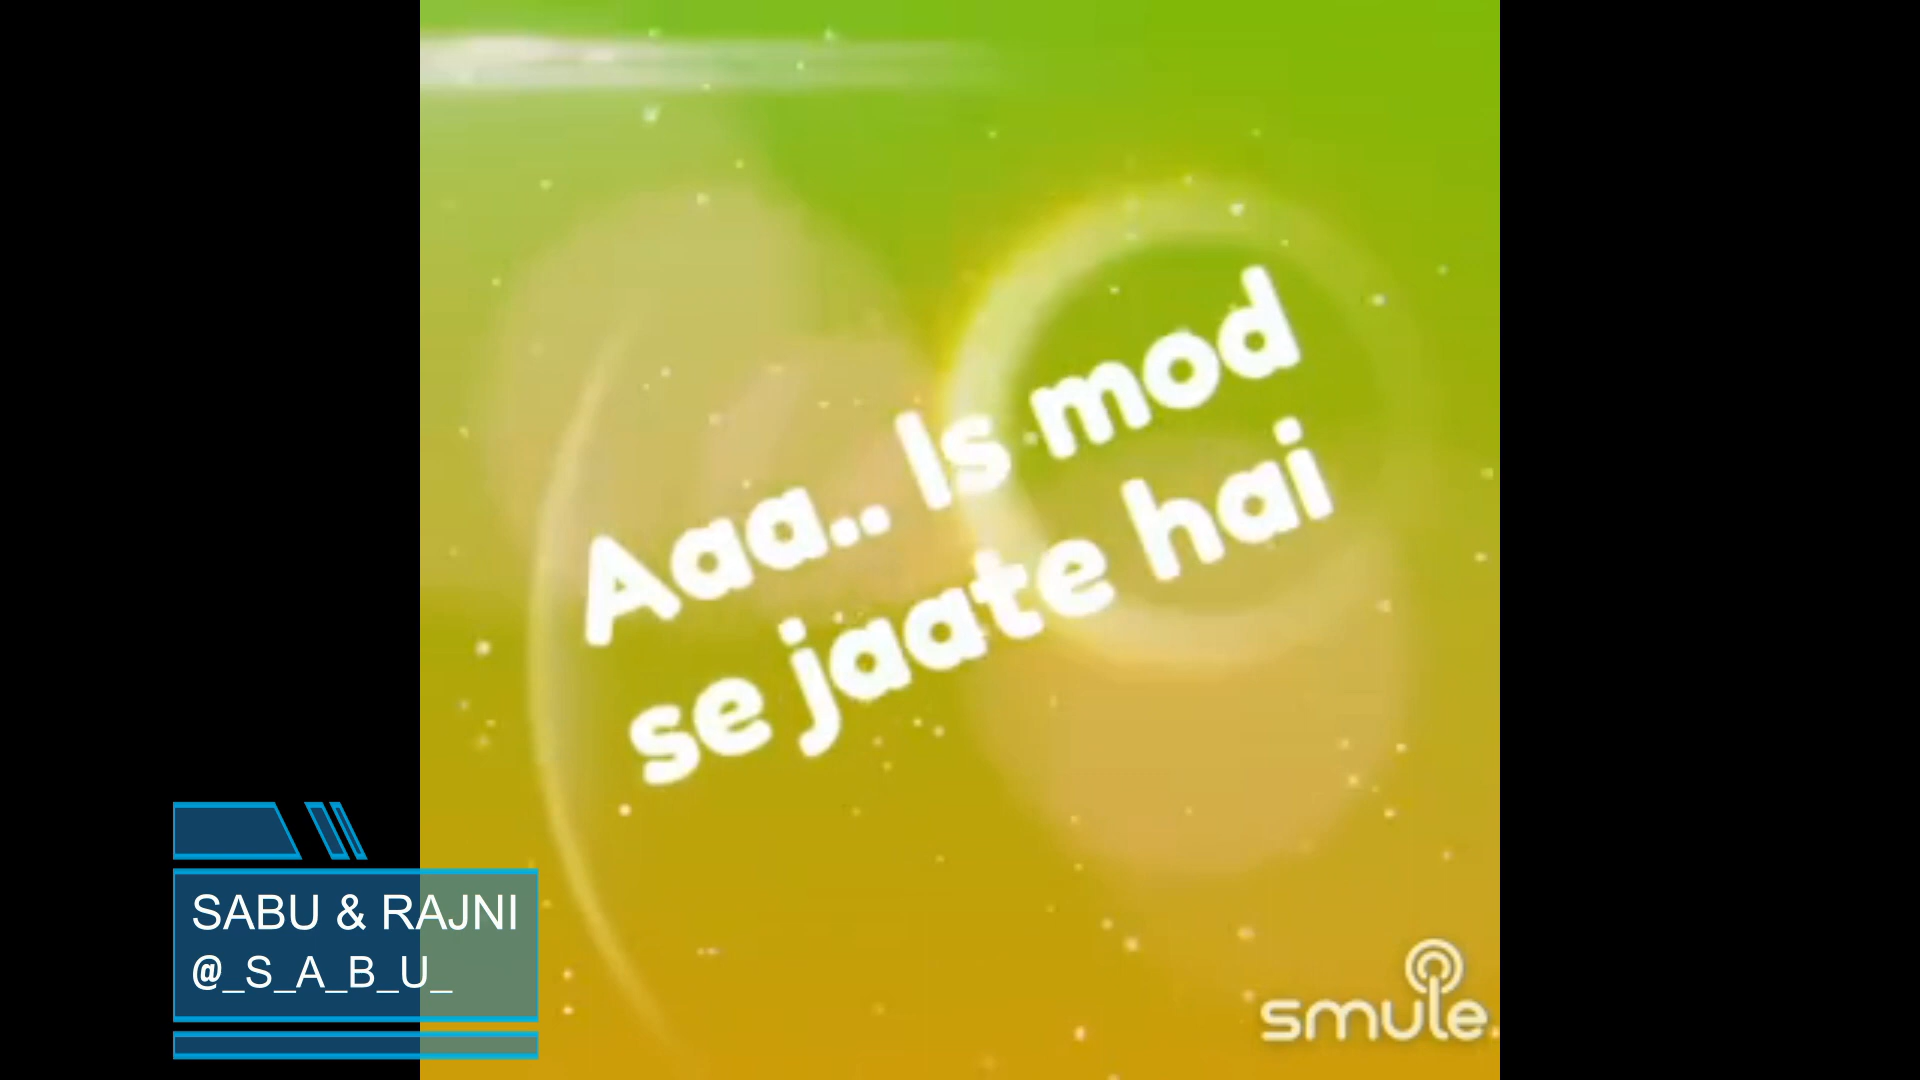 Aaa.. Is mod
se jaate hai
SABU & RAJNI
@_S_A_B_U_
smule